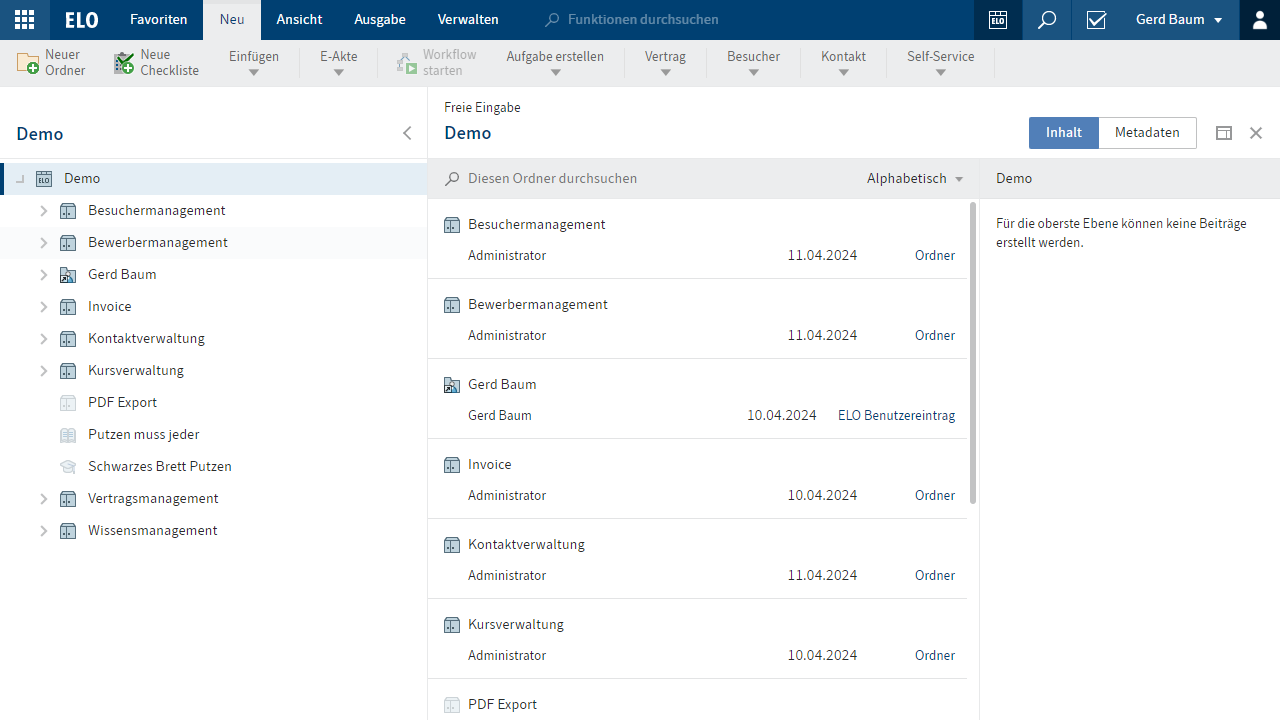 ELO
Favoriten
Neu
Ansicht
Ausgabe
Verwalten
Funktionen durchsuchen
ELO
Gerd Baum
Neuer
Ordner
Neue
Checkliste
Einfügen
E-Akte
Workflow
starten
Aufgabe erstellen
Vertrag
Besucher
Kontakt
Self-Service
Demo
ELO
Demo
Besuchermanagement
Bewerbermanagement
Gerd Baum
Invoice
Kontaktverwaltung
Kursverwaltung
PDF Export
Putzen muss jeder
Schwarzes Brett Putzen
Vertragsmanagement
Wissensmanagement
Freie Eingabe
Demo
Inhalt
Metadaten
Diesen Ordner durchsuchen
Alphabetisch
Besuchermanagement
Administrator 11.04.2024 Ordner
Bewerbermanagement
Administrator 11.04.2024 Ordner
Gerd Baum
Gerd Baum 10.04.2024 ELO Benutzereintrag
Invoice
Administrator 10.04.2024 Ordner
Kontaktverwaltung
Administrator 11.04.2024 Ordner
Kursverwaltung
Administrator 10.04.2024 Ordner
PDF Export
Demo
Für die oberste Ebene können keine Beiträge
erstellt werden.